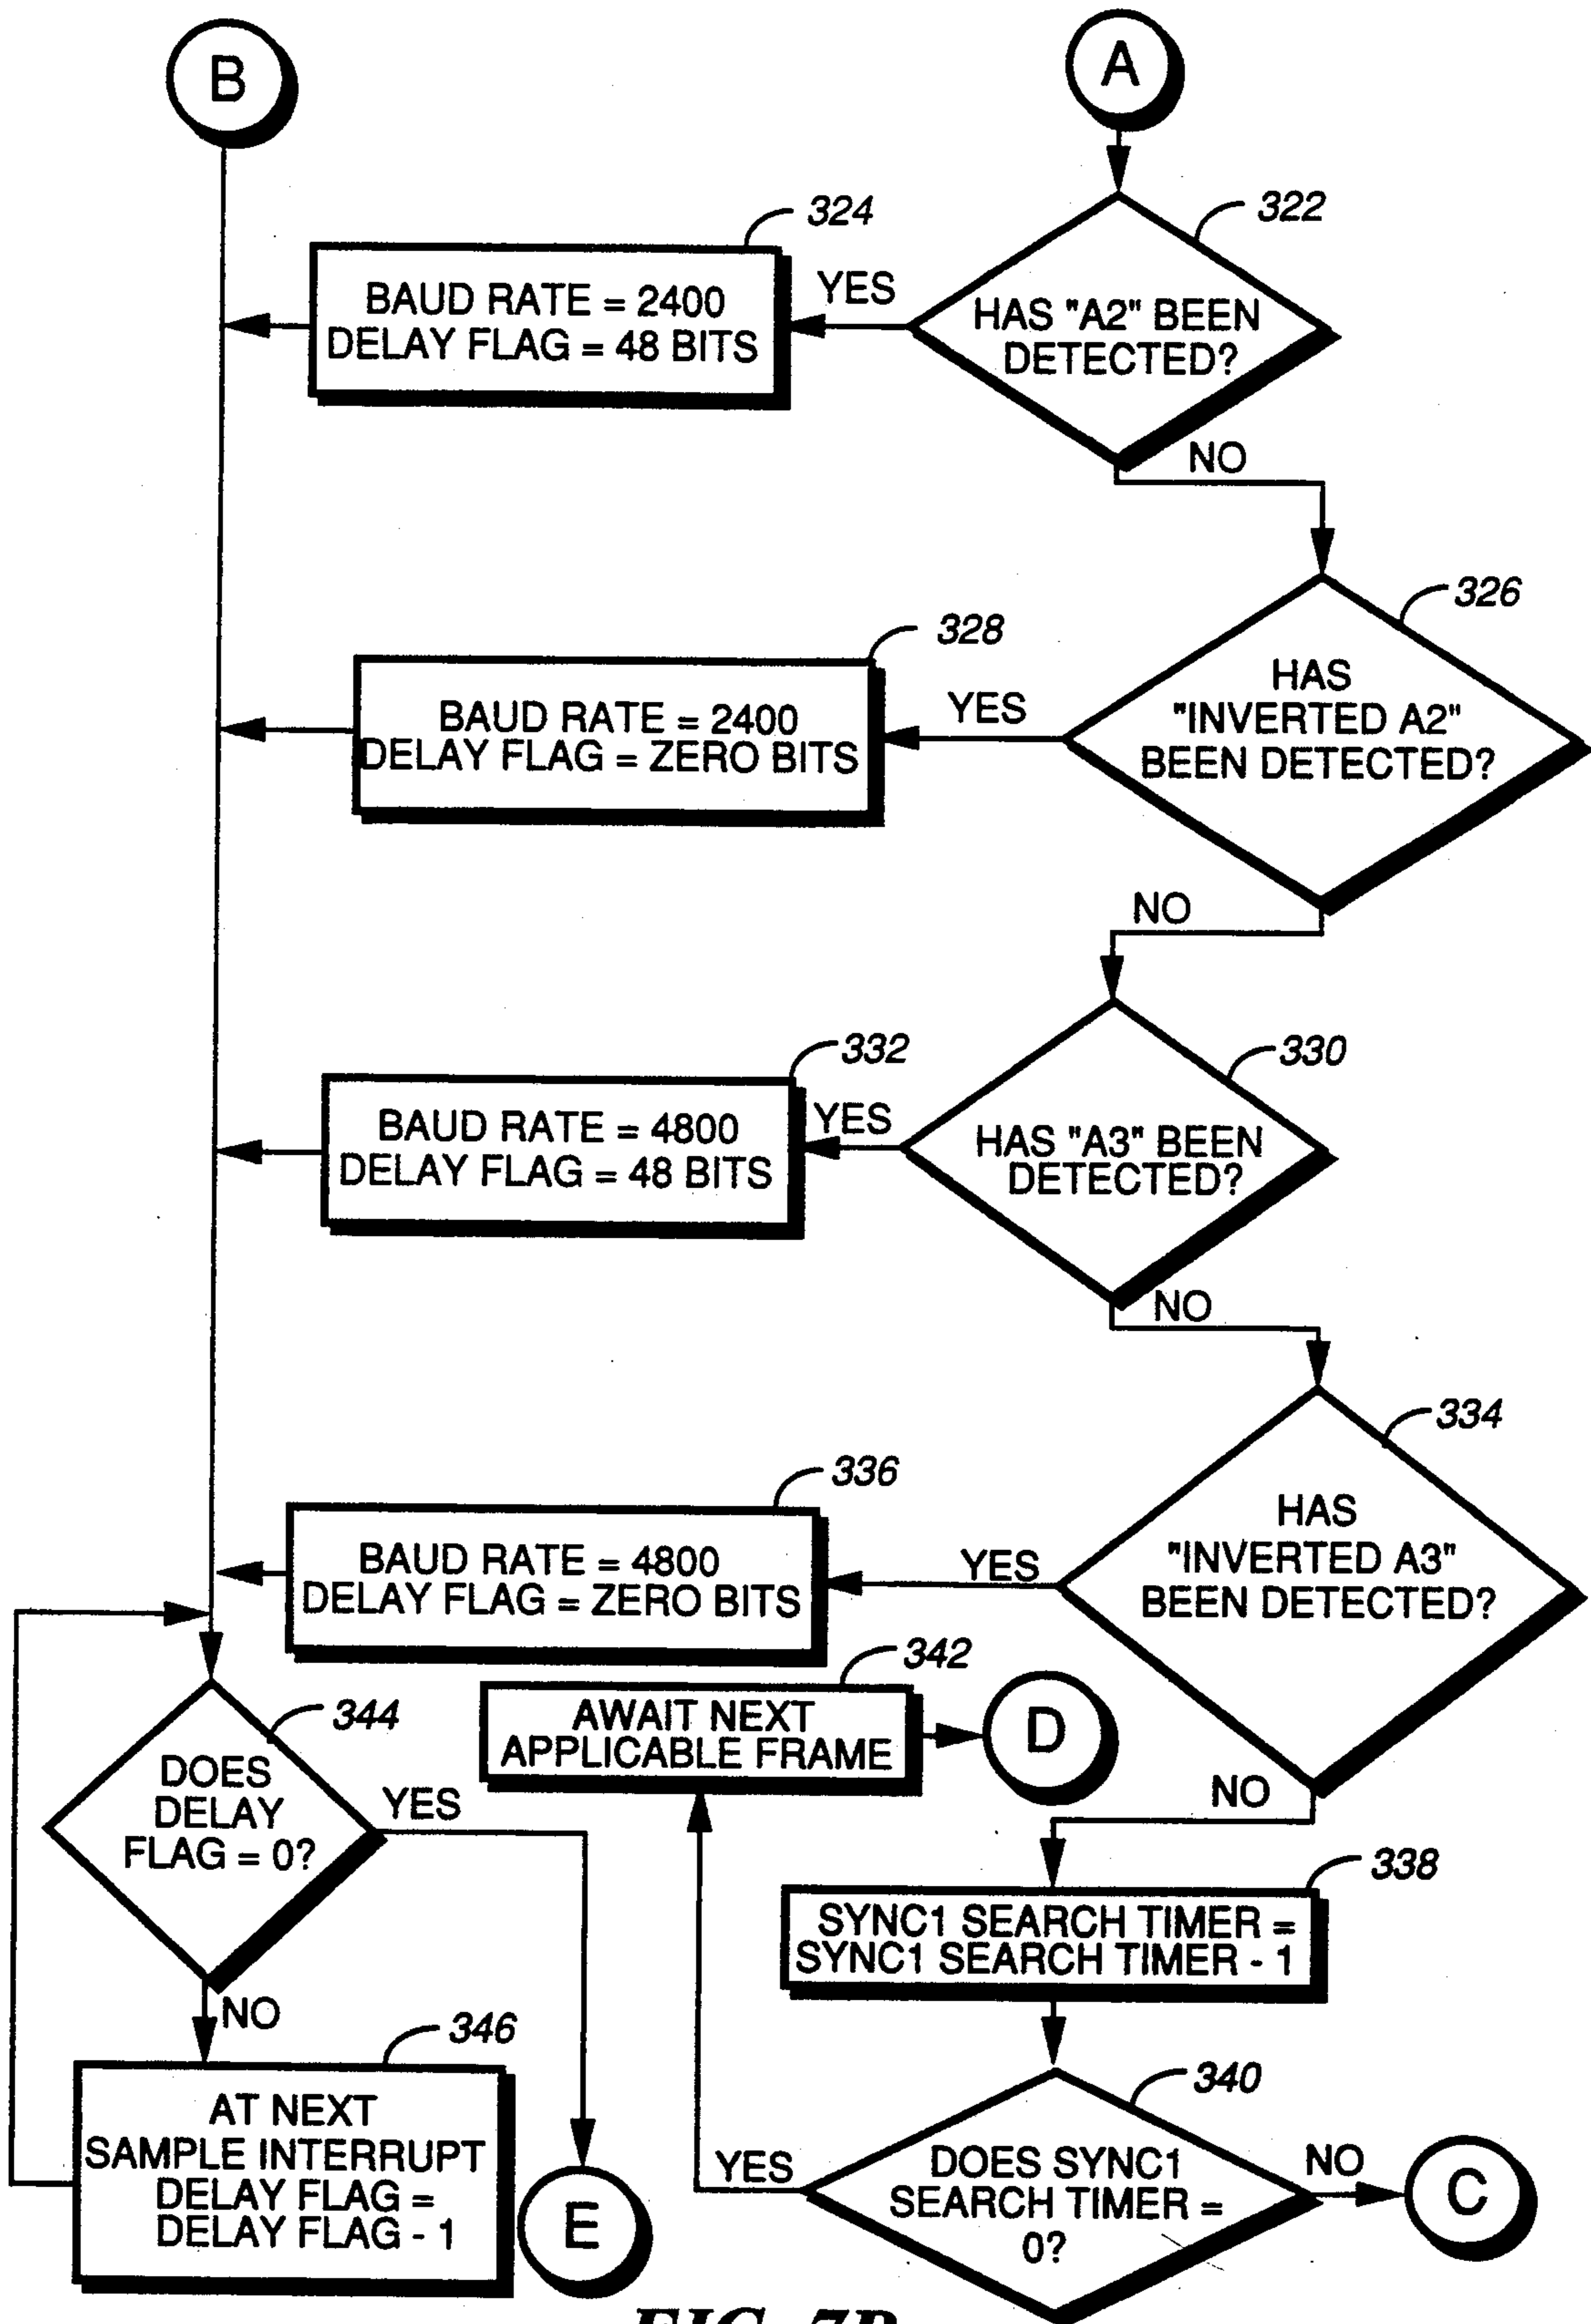 B
A
324
322
BAUD RATE = 2400
DELAY FLAG = 48 BITS
YES
HAS "A2" BEEN
DETECTED?
NO
328
326
BAUD RATE = 2400
DELAY FLAG = ZERO BITS
YES
HAS
"INVERTED A2"
BEEN DETECTED?
NO
332
330
BAUD RATE = 4800
DELAY FLAG = 48 BITS
YES
HAS "A3" BEEN
DETECTED?
NO
336
334
BAUD RATE = 4800
DELAY FLAG = ZERO BITS
YES
HAS
"INVERTED A3"
BEEN DETECTED?
NO
342
AWAIT NEXT
APPLICABLE FRAME
D
344
DOES
DELAY
FLAG = 0?
YES
NO
338
SYNC1 SEARCH TIMER =
SYNC1 SEARCH TIMER - 1
346
AT NEXT
SAMPLE INTERRUPT
DELAY FLAG =
DELAY FLAG - 1
E
340
YES
DOES SYNC1
SEARCH TIMER =
0?
NO
C